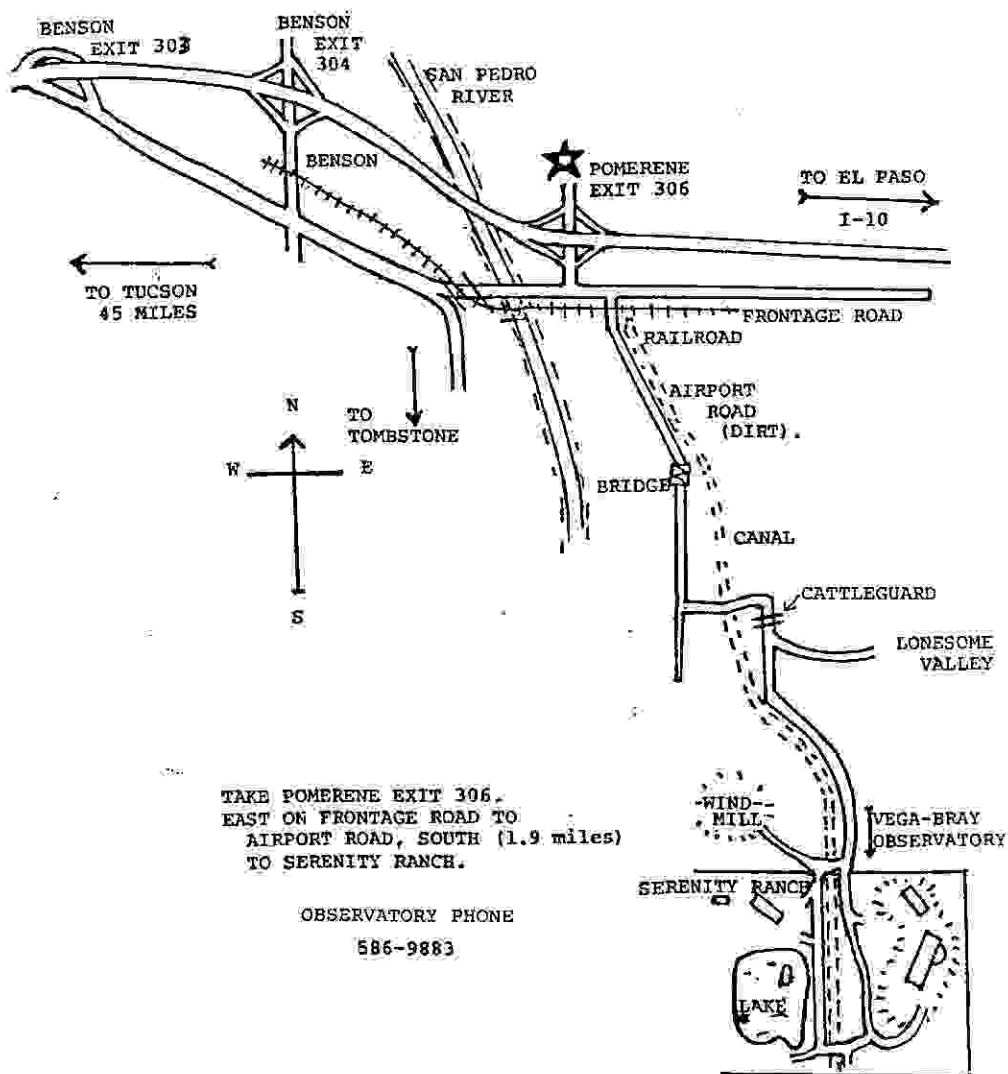 BENSON
EXIT 303
BENSON
EXIT
304
SAN PEDRO
RIVER
BENSON
POMERENE
EXIT 306
TO EL PASO
I-10
TO TUCSON
45 MILES
FRONTAGE ROAD
RAILROAD
AIRPORT
ROAD
(DIRT).
N
W
E
S
TO
TOMBSTONE
BRIDGE
CANAL
CATTLEGUARD
LONESOME
VALLEY
TAKE POMERENE EXIT 306.
EAST ON FRONTAGE ROAD TO
AIRPORT ROAD, SOUTH (1.9 miles)
TO SERENITY RANCH.
WIND-
MILL
VEGA-BRAY
OBSERVATORY
SERENITY RANCH
OBSERVATORY PHONE
586-9883
LAKE